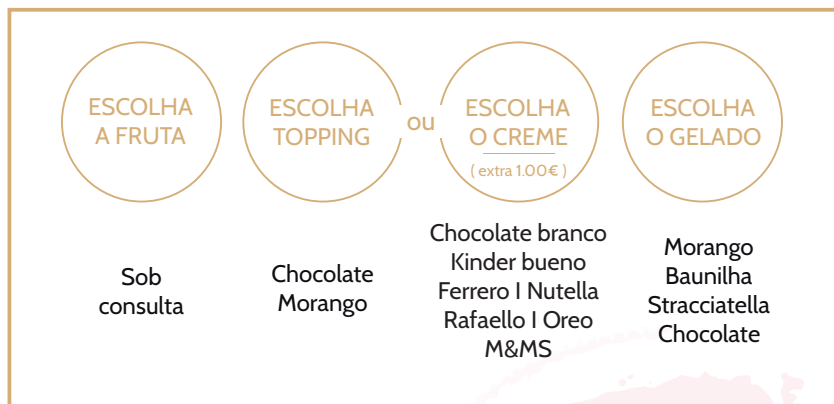 ESCOLHA
A FRUTA
Sob
consulta
ESCOLHA
TOPPING
Chocolate
Morango
ou
ESCOLHA
O CREME
( extra 1.00€ )
Chocolate branco
Kinder bueno
Ferrero I Nutella
Rafaello I Oreo
M&MS
ESCOLHA
O GELADO
Morango
Baunilha
Stracciatella
Chocolate